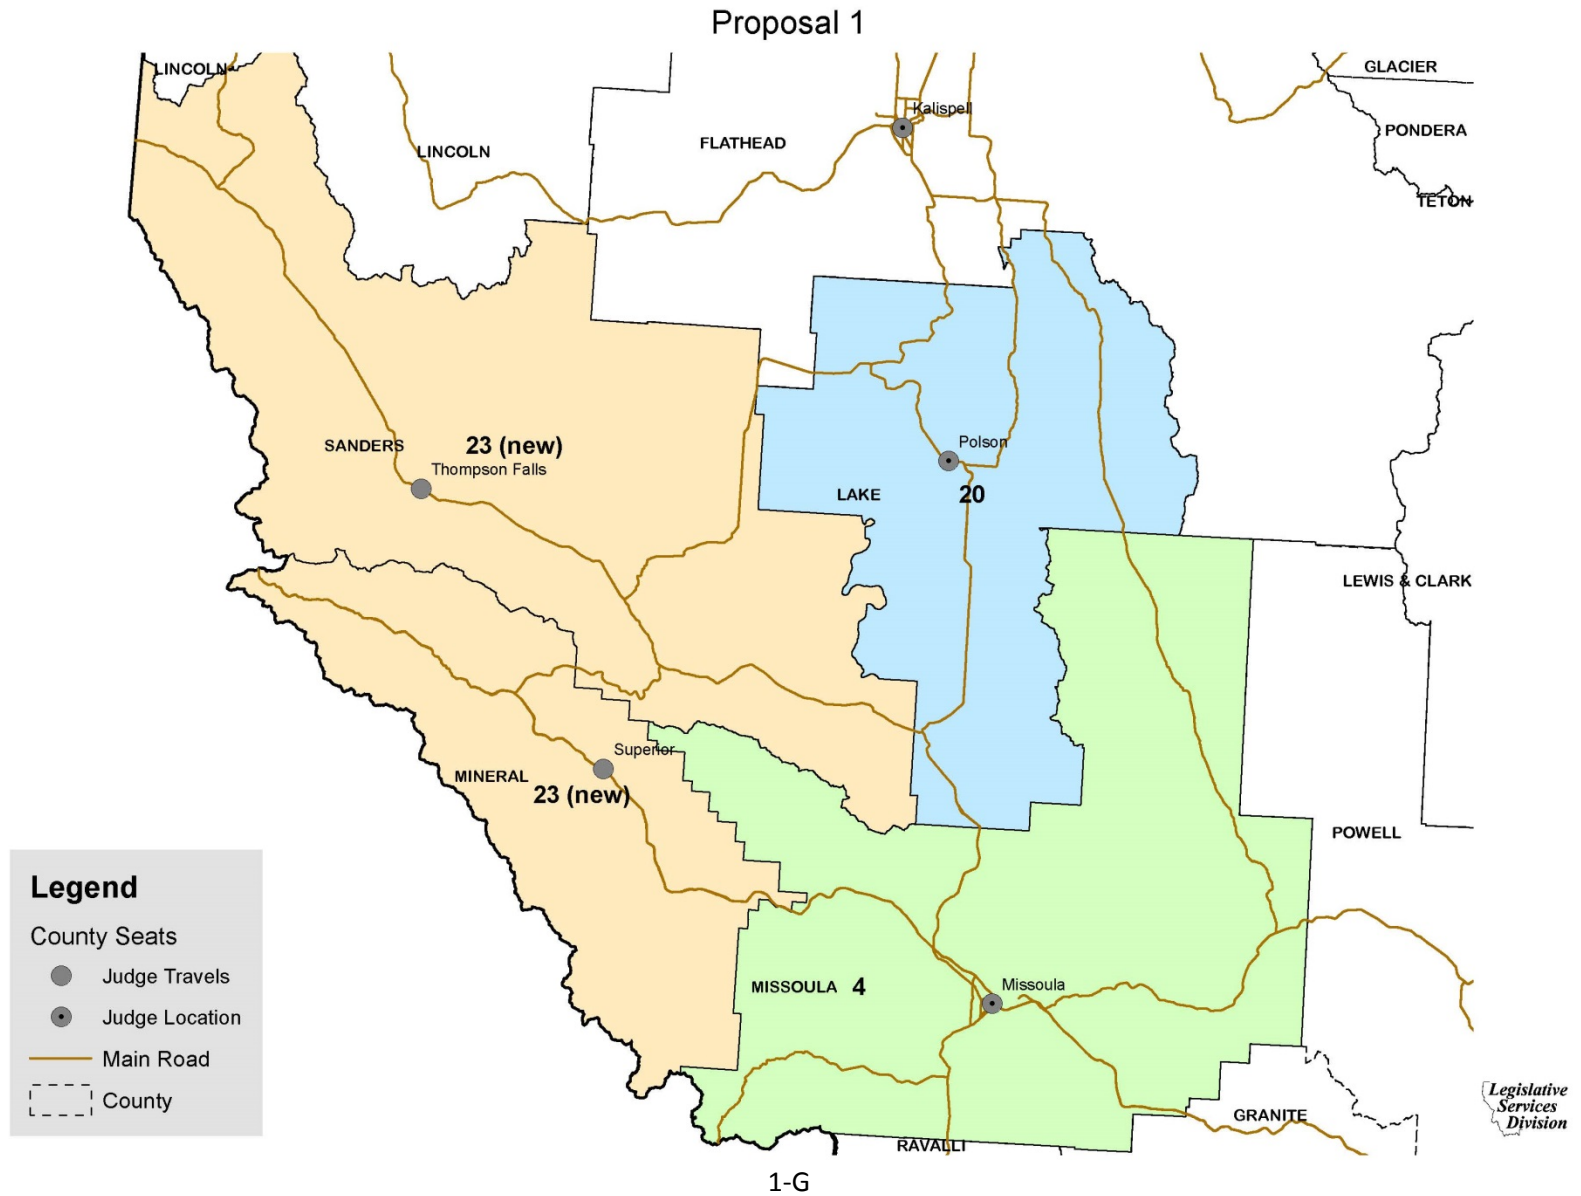 Proposal 1
LINCOLN
GLACIER
Kalispell
PONDERA
FLATHEAD
LINCOLN
TETON
SANDERS
23 (new)
Polson
Thompson Falls
LAKE
20
LEWIS & CLARK
Superior
MINERAL
23 (new)
POWELL
Legend
County Seats
Judge Travels
Judge Location
Main Road
County
MISSOULA 4
Missoula
GRANITE
RAVALLI
Legislative
Services
Division
1-G